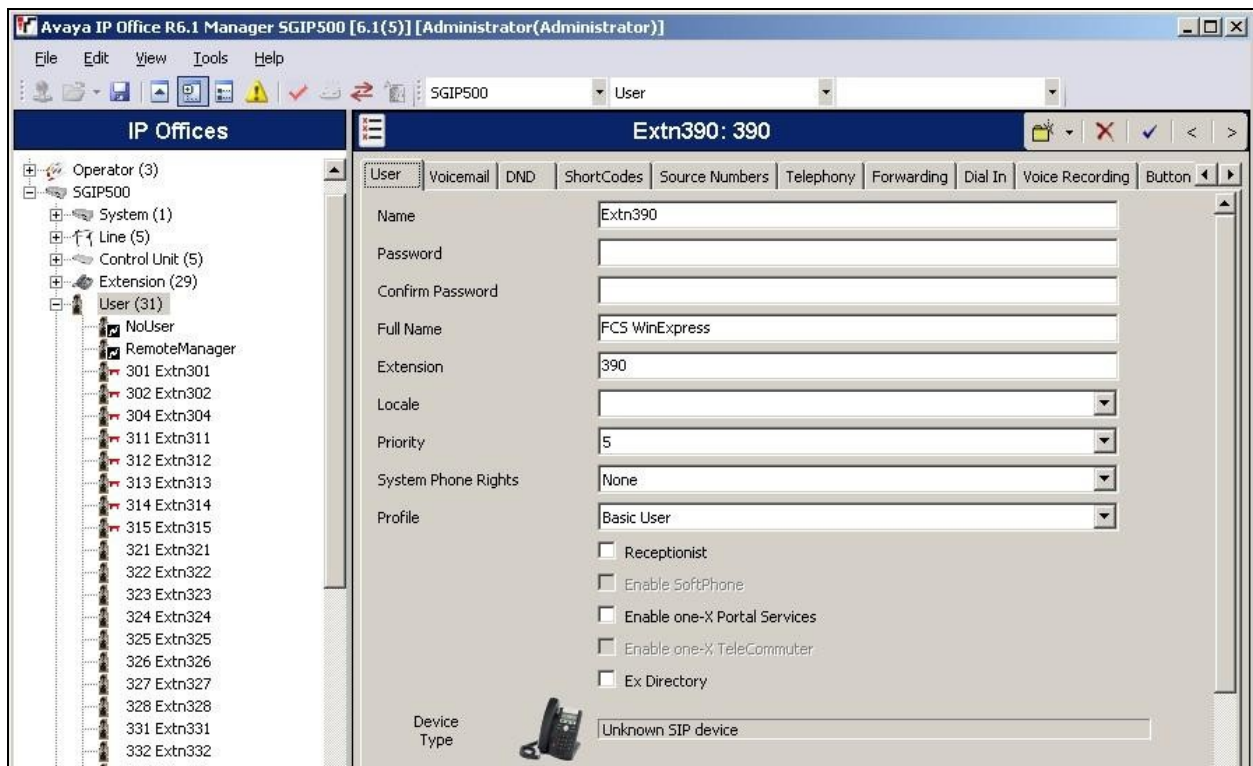 Avaya IP Office R6.1 Manager SGIP500 [6.1(5)] [Administrator(Administrator)]
File Edit View Tools Help
SGIP500 User
IP Offices
Operator (3)
SGIP500
System (1)
Line (5)
Control Unit (5)
Extension (29)
User (31)
NoUser
RemoteManager
301 Extn301
302 Extn302
304 Extn304
311 Extn311
312 Extn312
313 Extn313
314 Extn314
315 Extn315
321 Extn321
322 Extn322
323 Extn323
324 Extn324
325 Extn325
326 Extn326
327 Extn327
328 Extn328
331 Extn331
332 Extn332
Extn390: 390
User Voicemail DND ShortCodes Source Numbers Telephony Forwarding Dial In Voice Recording Button
Name Extn390
Password
Confirm Password
Full Name FCS WinExpress
Extension 390
Locale
Priority 5
System Phone Rights None
Profile Basic User
Receptionist
Enable SoftPhone
Enable one-X Portal Services
Enable one-X TeleCommuter
Ex Directory
Device
Type
Unknown SIP device